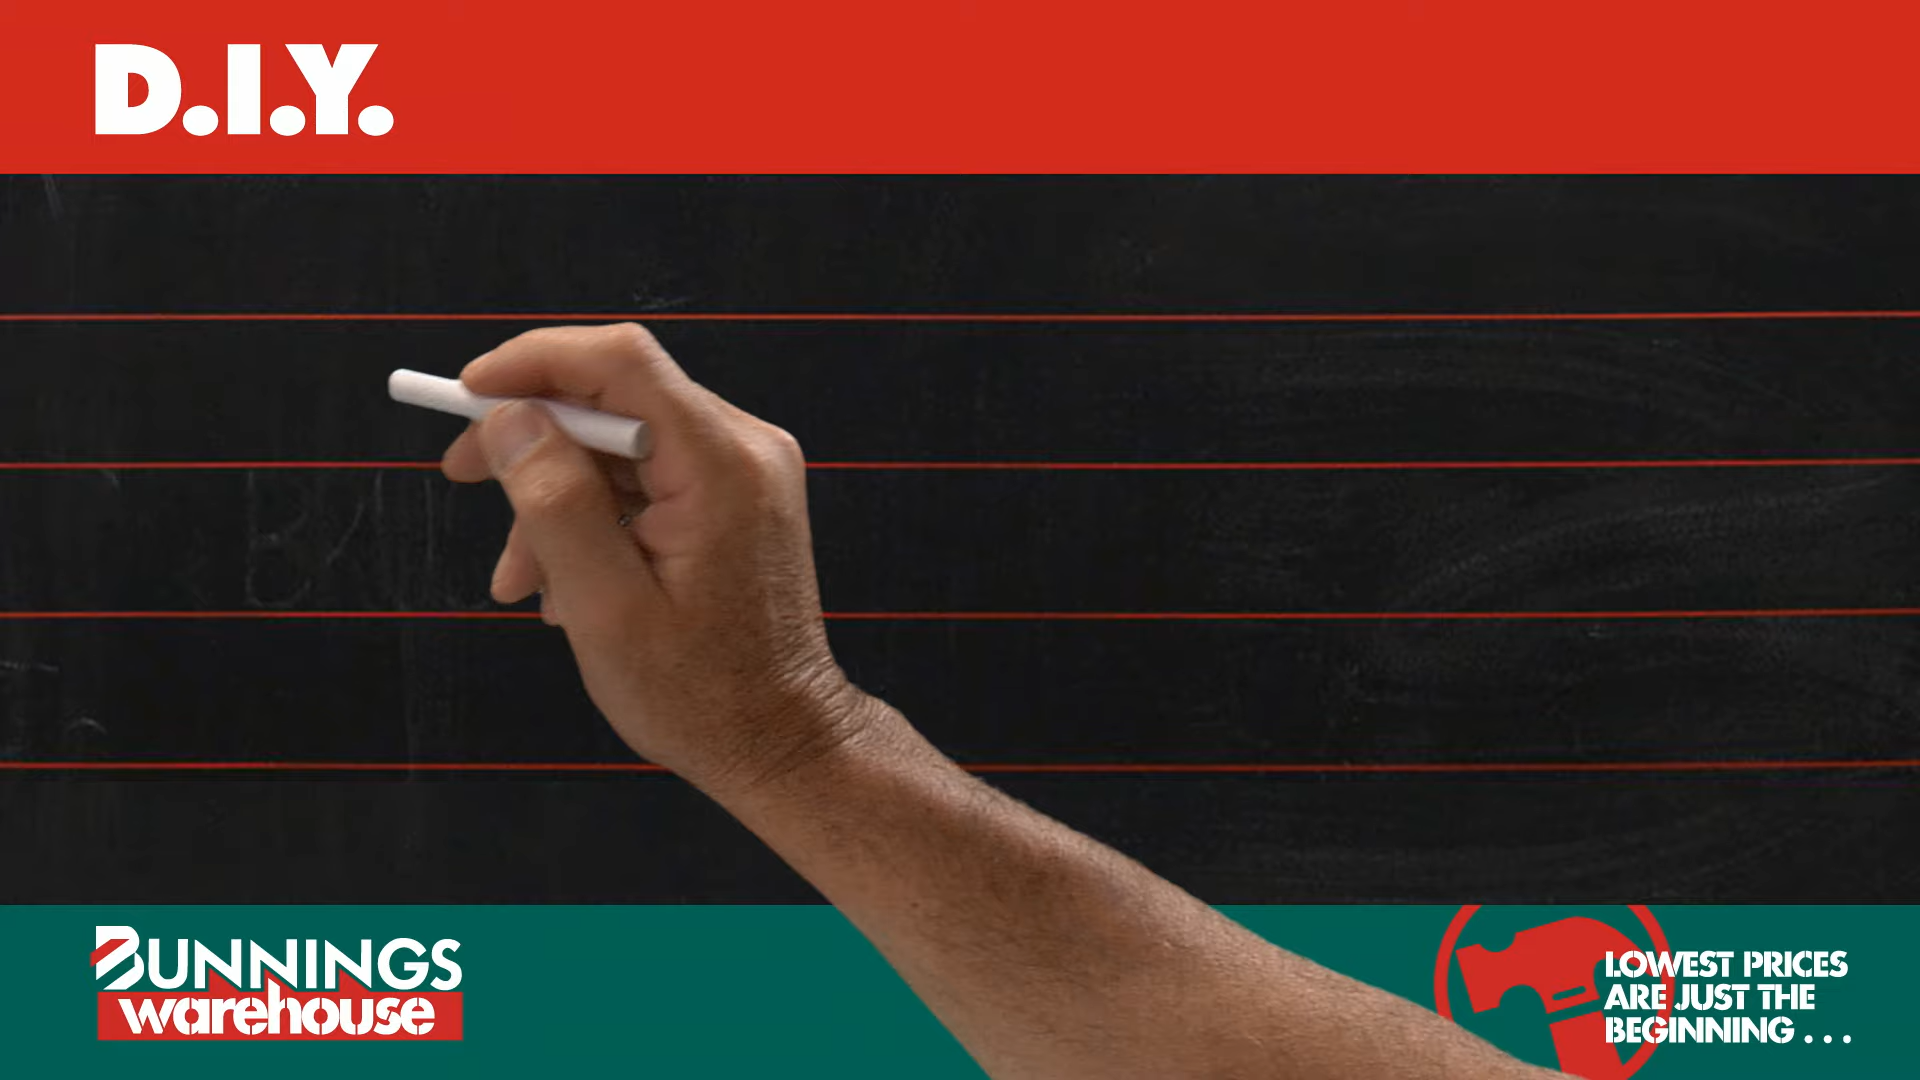 D.I.Y.
BUNNINGS
warehouse
LOWEST PRICES
ARE JUST THE
BEGINNING...